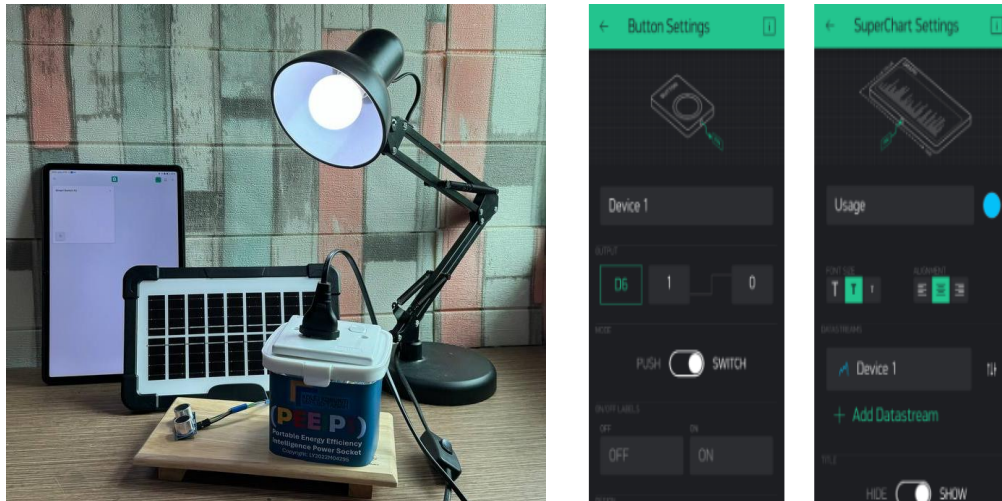 Portable Energy Efficiency
Intelligence Power Socket
Button Settings
Device 1
OUTPUT
D6
1
0
MODE
PUSH
SWITCH
ON/OFF LABELS
OFF
ON
OFF
ON
SuperChart Settings
Usage
FONT SIZE
ALIGNMENT
T T T
DATASTREAMS
Device 1
+ Add Datastream
TITLE
HIDE
SHOW